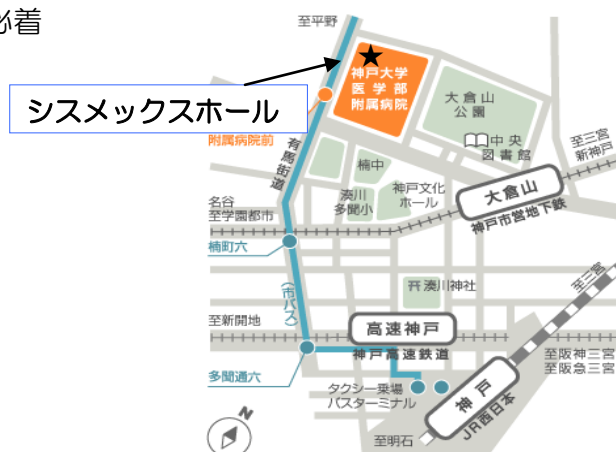 必着
至平野
シスメックスホール
神戸大学
医学部
附属病院
大倉山
公園
中央
図書館
附属病院前
有馬街道
楠中
湊川
多聞小
神戸文化
ホール
至三宮
新神戸
大倉山
神戸市営地下鉄
名谷
至学園都市
楠町六
(市バス)
湊川神社
至三宮
至新開地
高速神戸
神戸高速鉄道
至阪神三宮
至阪急三宮
多聞通六
タクシー乗場
バスターミナル
神戸
JR西日本
至明石
N